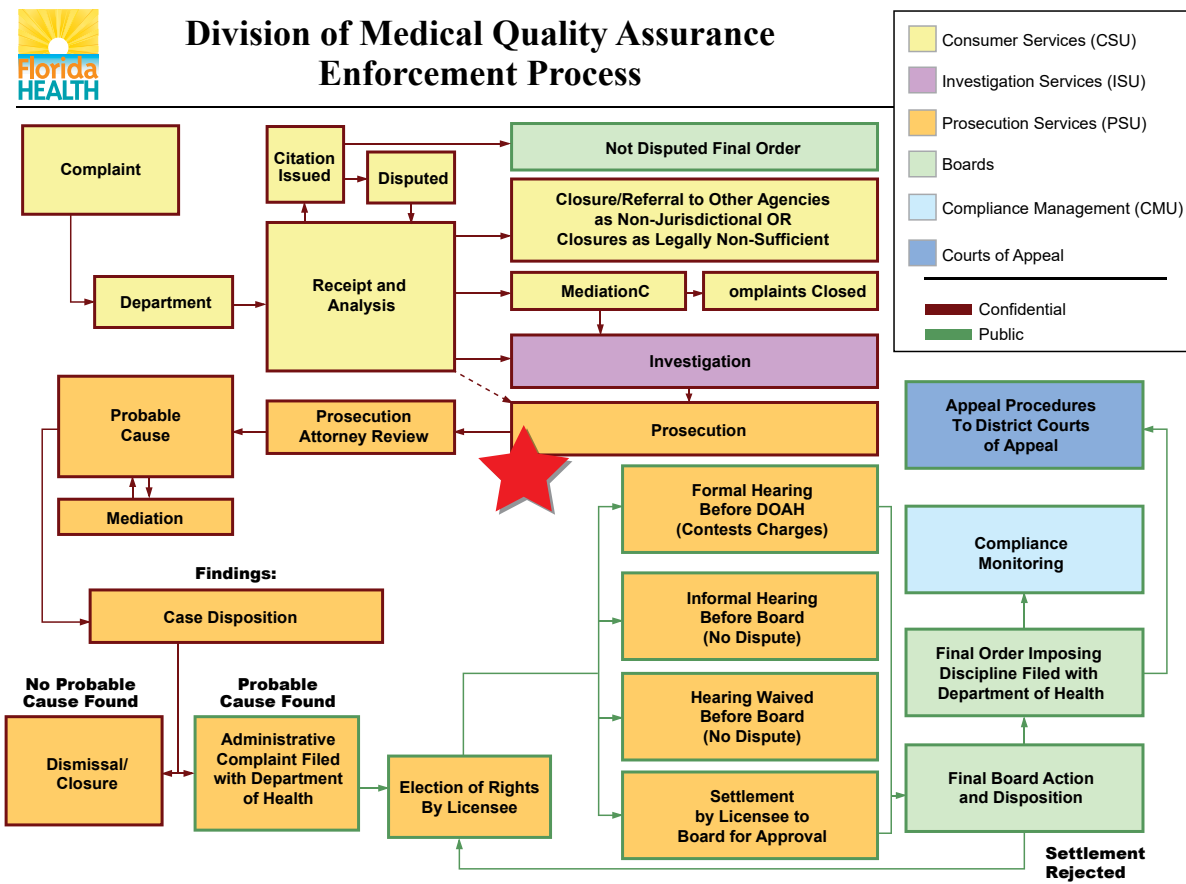 Florida
HEALTH
Division of Medical Quality Assurance
Enforcement Process
Consumer Services (CSU)
Investigation Services (ISU)
Prosecution Services (PSU)
Boards
Compliance Management (CMU)
Courts of Appeal
Confidential
Public
Complaint
Department
Citation
Issued
Disputed
Receipt and
Analysis
Not Disputed Final Order
Closure/Referral to Other Agencies
as Non-Jurisdictional OR
Closures as Legally Non-Sufficient
MediationC
omplaints Closed
Investigation
Prosecution
Prosecution
Attorney Review
Probable
Cause
Mediation
Findings:
Case Disposition
No Probable
Cause Found
Dismissal/
Closure
Probable
Cause Found
Administrative
Complaint Filed
with Department
of Health
Election of Rights
By Licensee
Formal Hearing
Before DOAH
(Contests Charges)
Informal Hearing
Before Board
(No Dispute)
Hearing Waived
Before Board
(No Dispute)
Settlement
by Licensee to
Board for Approval
Appeal Procedures
To District Courts
of Appeal
Compliance
Monitoring
Final Order Imposing
Discipline Filed with
Department of Health
Final Board Action
and Disposition
Settlement
Rejected